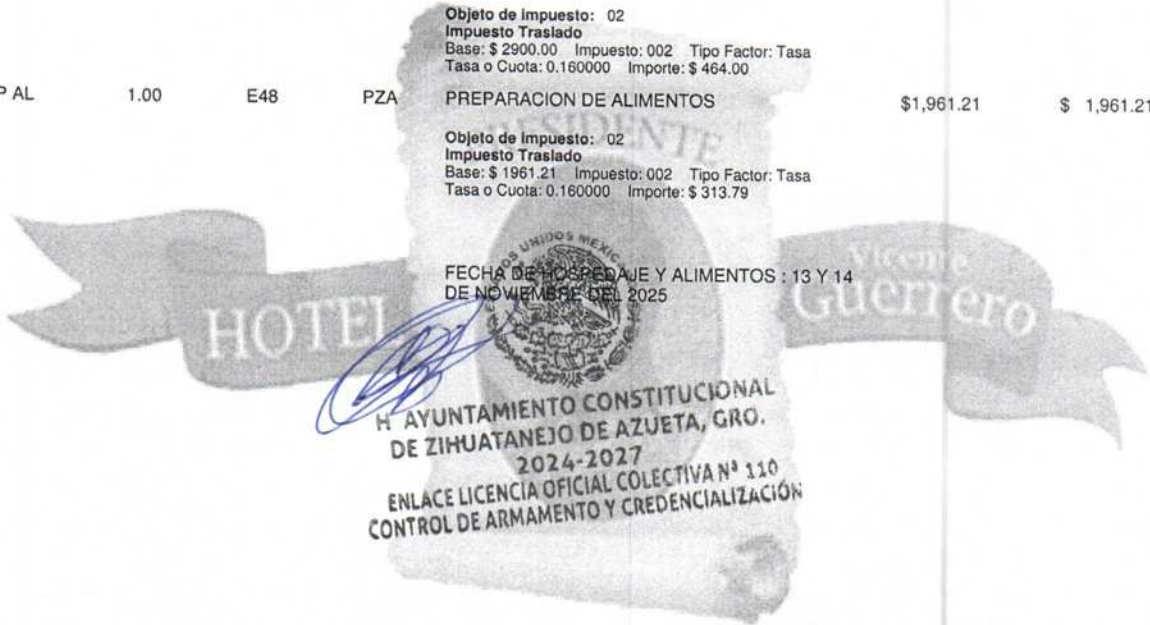 Objeto de Impuesto: 02
Impuesto Traslado
Base: $ 2900.00 Impuesto: 002 Tipo Factor: Tasa
Tasa o Cuota: 0.160000 Importe: $ 464.00
P AL 1.00 E48 PZA PREPARACION DE ALIMENTOS $1,961.21 $ 1,961.21
PRESIDENTE
Objeto de Impuesto: 02
Impuesto Traslado
Base: $ 1961.21 Impuesto: 002 Tipo Factor: Tasa
Tasa o Cuota: 0.160000 Importe: $ 313.79
OS UNIDOS MEXIC
FECHA DE HOSPEDAJE Y ALIMENTOS : 13 Y 14
DE NOVIEMBRE DEL 2025
HOTEL
Vicente
Guerrero
H AYUNTAMIENTO CONSTITUCIONAL
DE ZIHUATANEJO DE AZUETA, GRO.
2024-2027
ENLACE LICENCIA OFICIAL COLECTIVA Nª 110
CONTROL DE ARMAMENTO Y CREDENCIALIZACIÓN